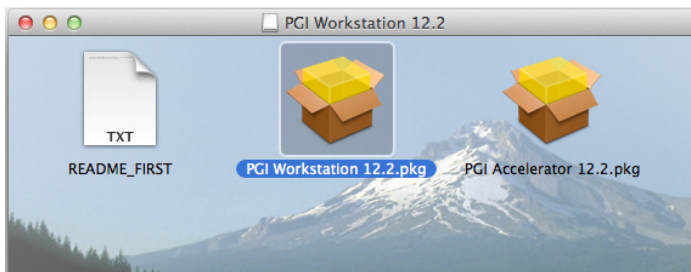 PGI Workstation 12.2
TXT
README_FIRST
PGI Workstation 12.2.pkg
PGI Accelerator 12.2.pkg